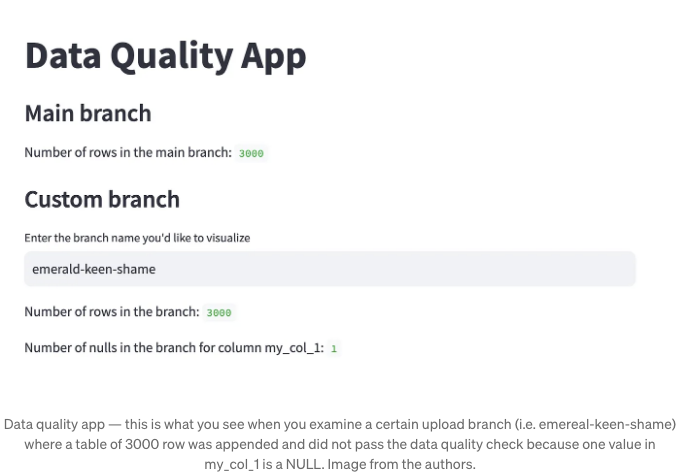 Data Quality App
Main branch
Number of rows in the main branch: 3000
Custom branch
Enter the branch name you'd like to visualize
emerald-keen-shame
Number of rows in the branch: 3000
Number of nulls in the branch for column my_col_1: 1
Data quality app — this is what you see when you examine a certain upload branch (i.e. emereal-keen-shame)
where a table of 3000 row was appended and did not pass the data quality check because one value in
my_col_1 is a NULL. Image from the authors.